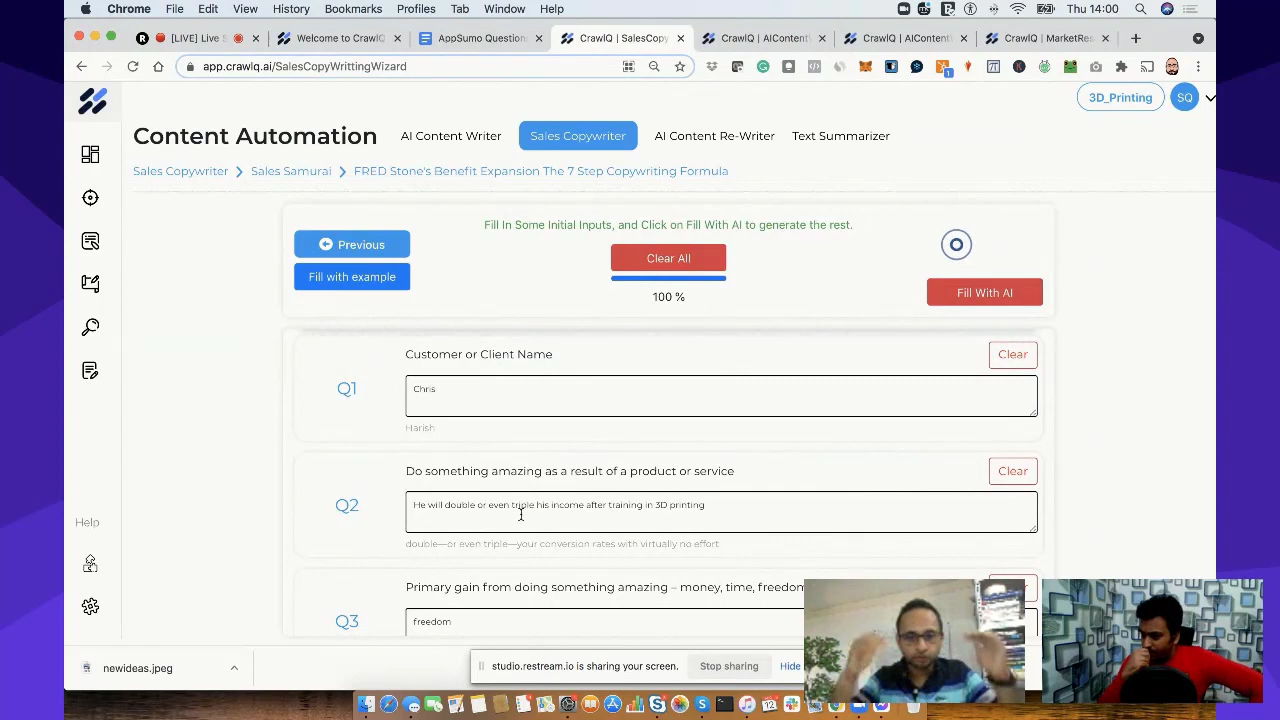 Chrome File Edit View History Bookmarks Profiles Tab Window Help Thu 14:00
[LIVE] Live S Welcome to CrawlQ AppSumo Question CrawlQ | SalesCop CrawlQ | AIContentV CrawlQ | AIContentV CrawlQ | MarketRes
app.crawlq.ai/SalesCopyWrittingWizard
3D_Printing SQ
Content Automation AI Content Writer Sales Copywriter AI Content Re-Writer Text Summarizer
Sales Copywriter Sales Samurai FRED Stone's Benefit Expansion The 7 Step Copywriting Formula
Fill In Some Initial Inputs, and Click on Fill With AI to generate the rest.
Previous
Clear All
Fill with example
100 %
Fill With AI
Customer or Client Name
Clear
Q1
Chris
Harish
Do something amazing as a result of a product or service
Clear
Q2
He will double or even triple his income after training in 3D printing
double—or even triple—your conversion rates with virtually no effort
Primary gain from doing something amazing – money, time, freedom
Q3
freedom
Help
newideas.jpeg
studio.restream.io is sharing your screen. Stop sharing Hide